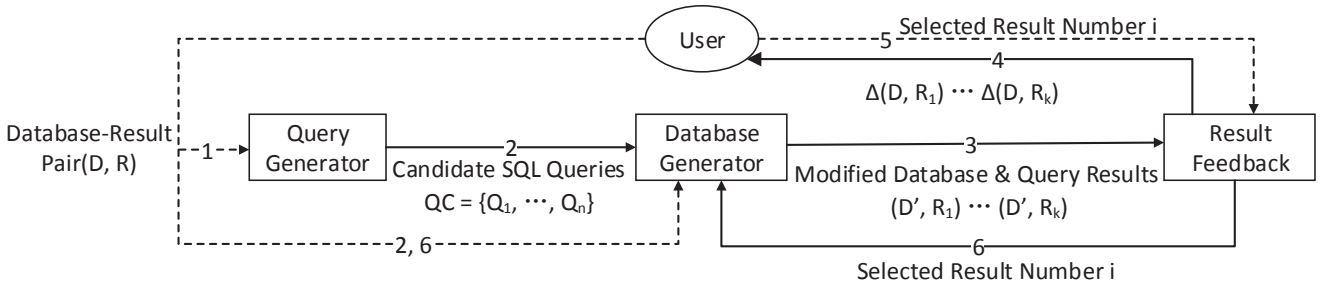 User
5
Selected Result Number i
4
Δ(D, R₁) ··· Δ(D, Rₖ)
Database-Result
Pair(D, R)
1
Query
Generator
2
Candidate SQL Queries
QC = {Q₁, ···, Qₙ}
Database
Generator
3
Modified Database & Query Results
(D', R₁) ··· (D', Rₖ)
Result
Feedback
2, 6
6
Selected Result Number i